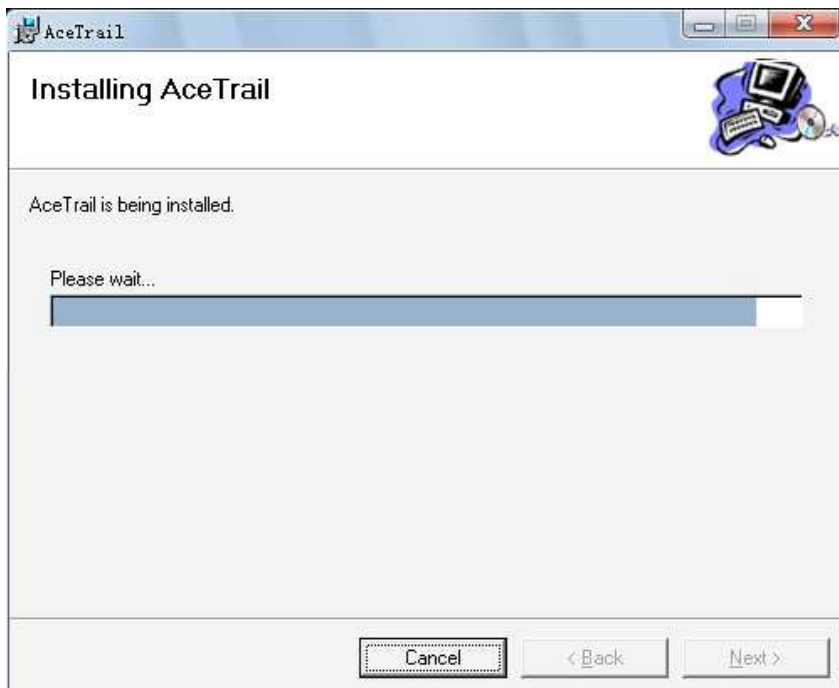 AceTrail
Installing AceTrail
AceTrail is being installed.
Please wait...
Cancel
< Back
Next >